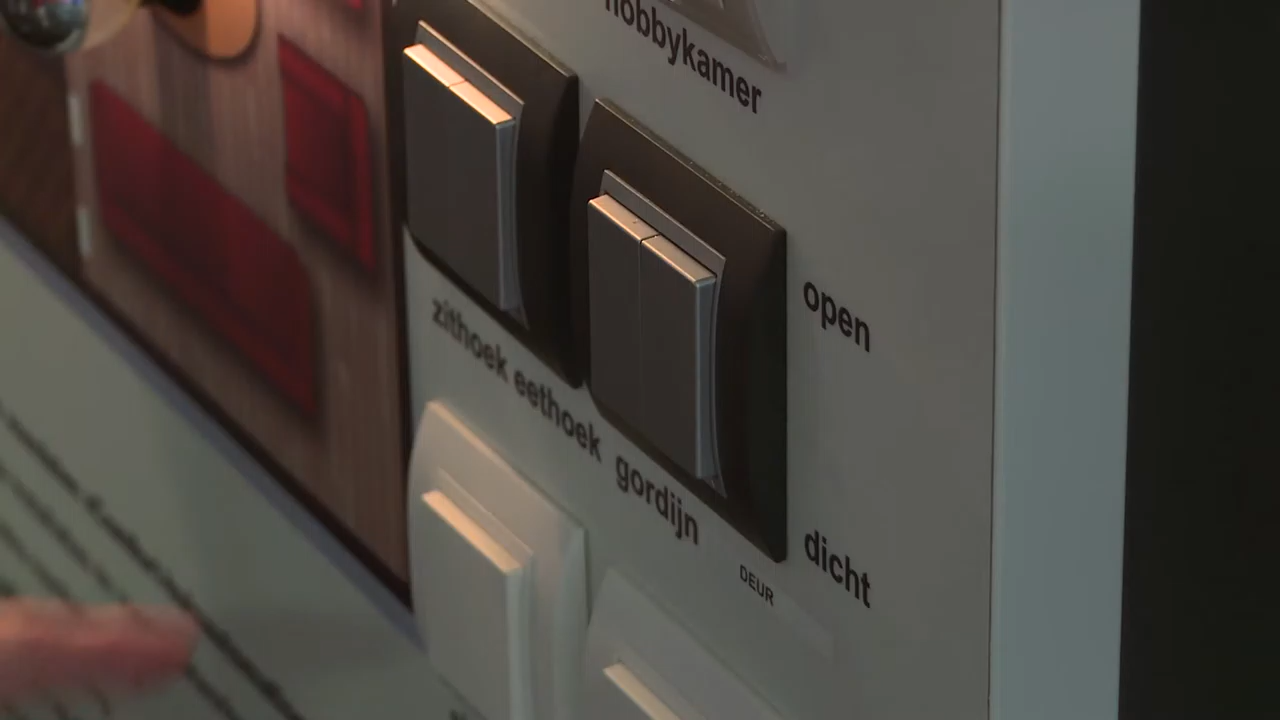 hobbykamer
open
zithoek eethoek
gordijn
dicht
DEUR